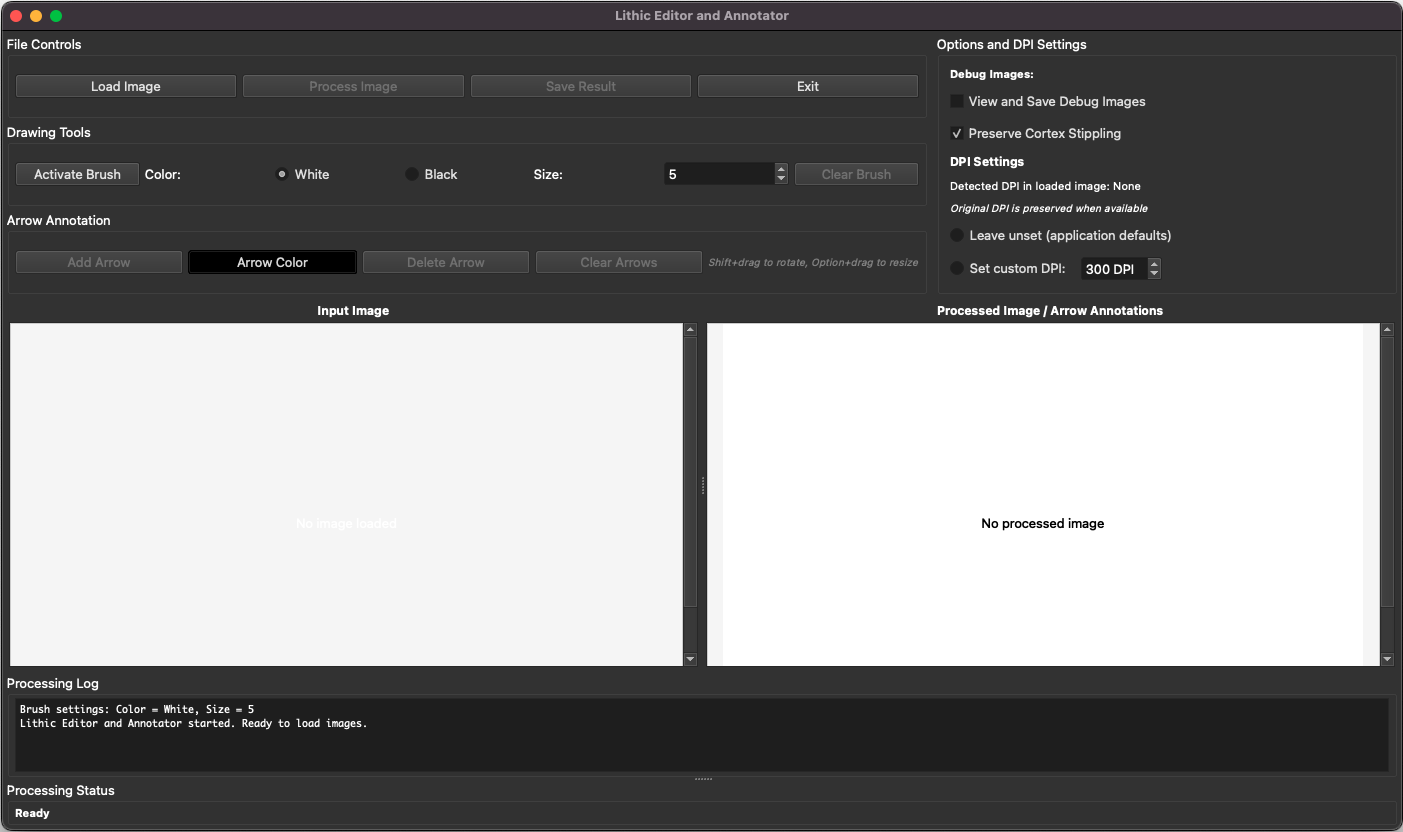 Lithic Editor and Annotator
File Controls
Load Image
Process Image
Save Result
Exit
Drawing Tools
Activate Brush
Color:
White
Black
Size:
5
Clear Brush
Arrow Annotation
Add Arrow
Arrow Color
Delete Arrow
Clear Arrows
Shift+drag to rotate, Option+drag to resize
Options and DPI Settings
Debug Images:
View and Save Debug Images
Preserve Cortex Stippling
DPI Settings
Detected DPI in loaded image: None
Original DPI is preserved when available
Leave unset (application defaults)
Set custom DPI:
300 DPI
Input Image
No image loaded
Processed Image / Arrow Annotations
No processed image
Processing Log
Brush settings: Color = White, Size = 5
Lithic Editor and Annotator started. Ready to load images.
Processing Status
Ready